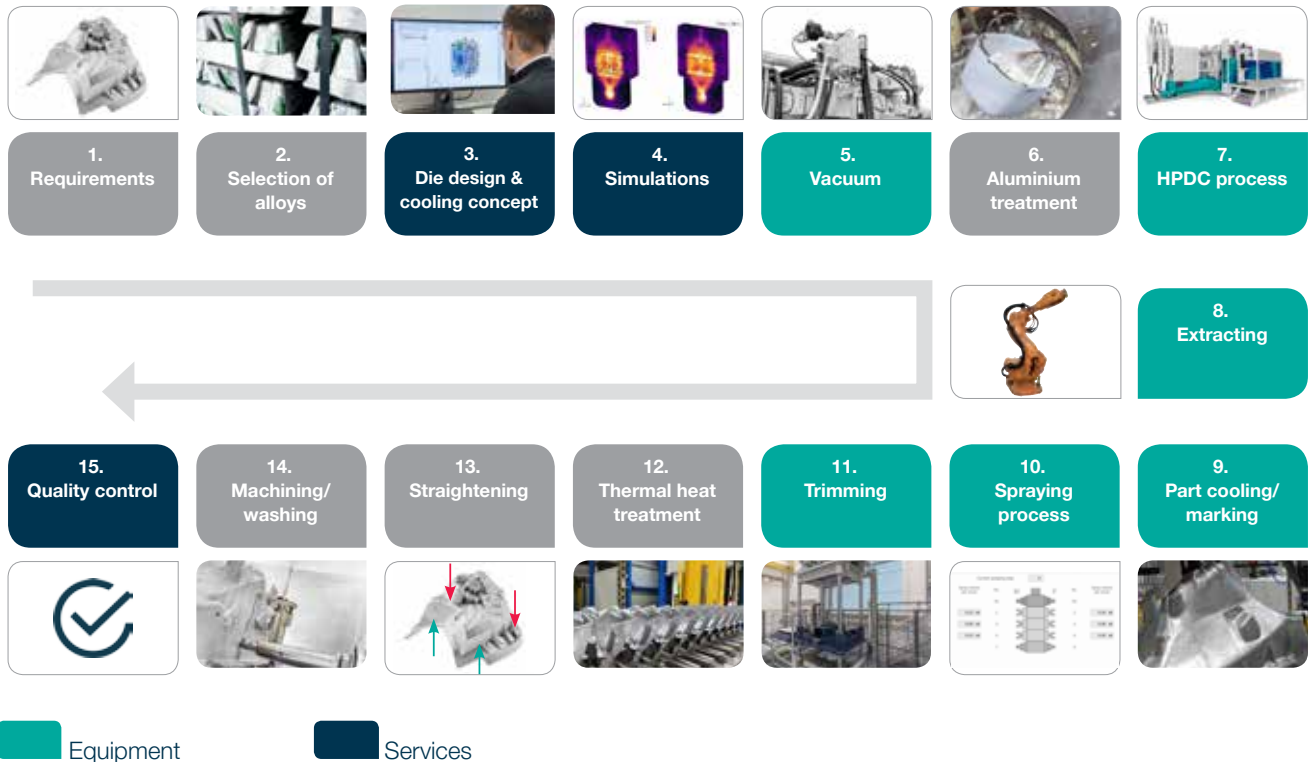 1.
Requirements
2.
Selection of
alloys
3.
Die design &
cooling concept
4.
Simulations
5.
Vacuum
6.
Aluminium
treatment
7.
HPDC process
8.
Extracting
15.
Quality control
14.
Machining/
washing
13.
Straightening
12.
Thermal heat
treatment
11.
Trimming
10.
Spraying
process
9.
Part cooling/
marking
Equipment
Services